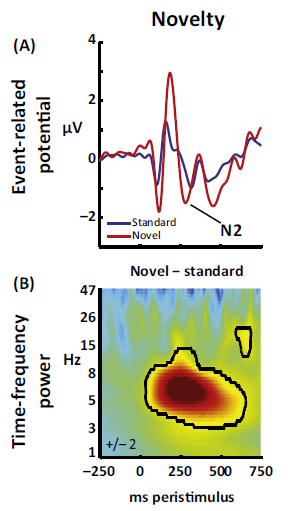 Novelty
(A)
Event-related
potential
μV
4
2
0
−2
Standard
Novel
N2
(B)
Novel – standard
Time-frequency
power
Hz
47
26
15
8
5
3
1
+/− 2
−250 0 250 500 750
ms peristimulus